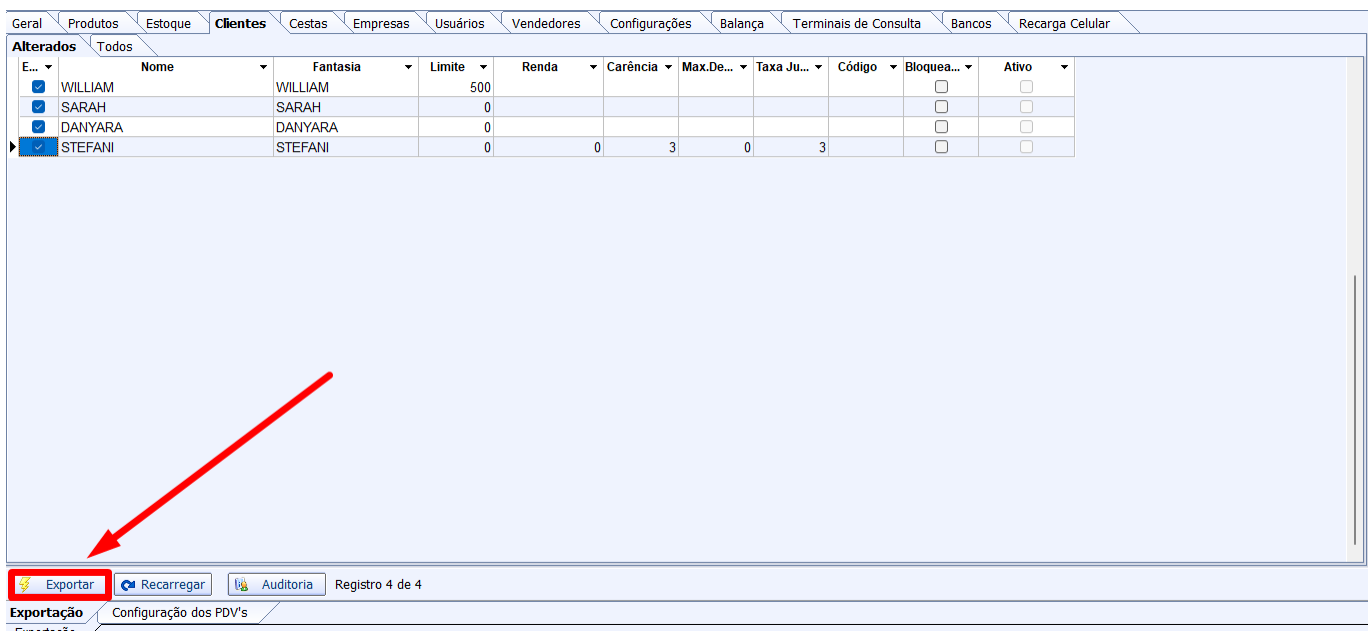 Geral Produtos Estoque Clientes Cestas Empresas Usuários Vendedores Configurações Balança Terminais de Consulta Bancos Recarga Celular
Alterados Todos
E... Nome Fantasia Limite Renda Carência Max.De... Taxa Ju... Código Bloquea... Ativo
WILLIAM WILLIAM 500
SARAH SARAH 0
DANYARA DANYARA 0
STEFANI STEFANI 0 0 3 0 3
Exportar Recarregar Auditoria Registro 4 de 4
Exportação Configuração dos PDV's
Exportação